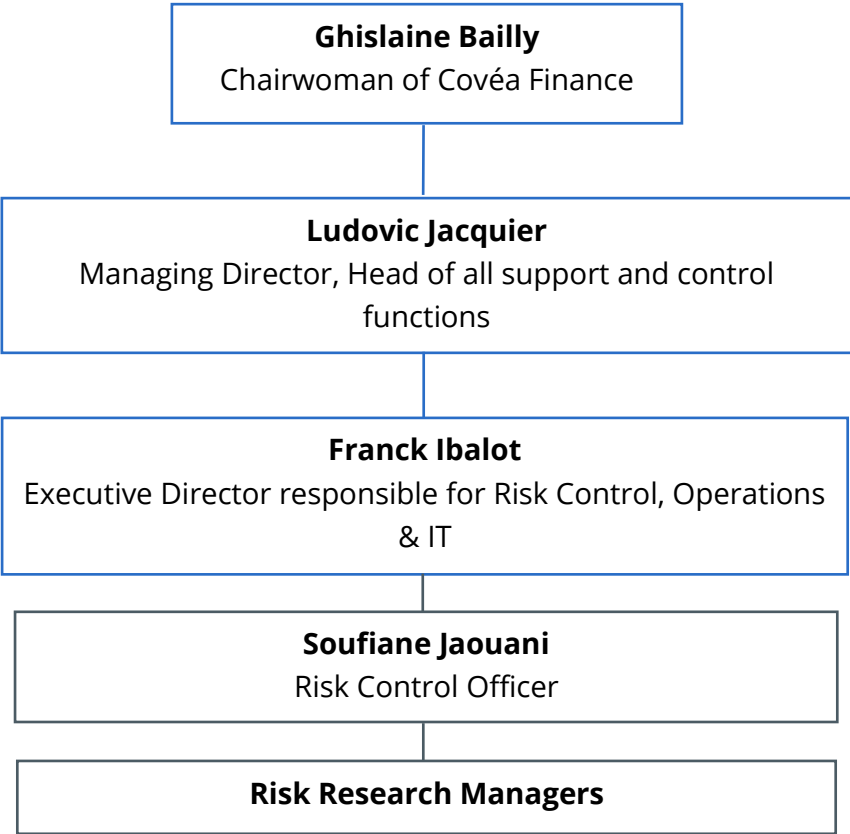 Ghislaine Bailly
Chairwoman of Covéa Finance
Ludovic Jacquier
Managing Director, Head of all support and control
functions
Franck Ibalot
Executive Director responsible for Risk Control, Operations
& IT
Soufiane Jaouani
Risk Control Officer
Risk Research Managers